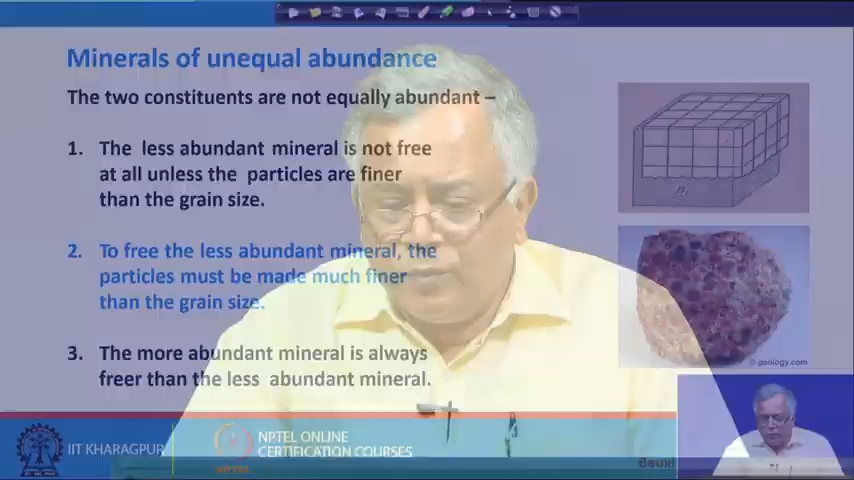 Minerals of unequal abundance
The two constituents are not equally abundant –
1. The less abundant mineral is not free
at all unless the particles are finer
than the grain size.
2. To free the less abundant mineral, the
particles must be made much finer
than the grain size.
3. The more abundant mineral is always
freer than the less abundant mineral.
© geology.com
IIT KHARAGPUR
NPTEL ONLINE
CERTIFICATION COURSES
NPTEL